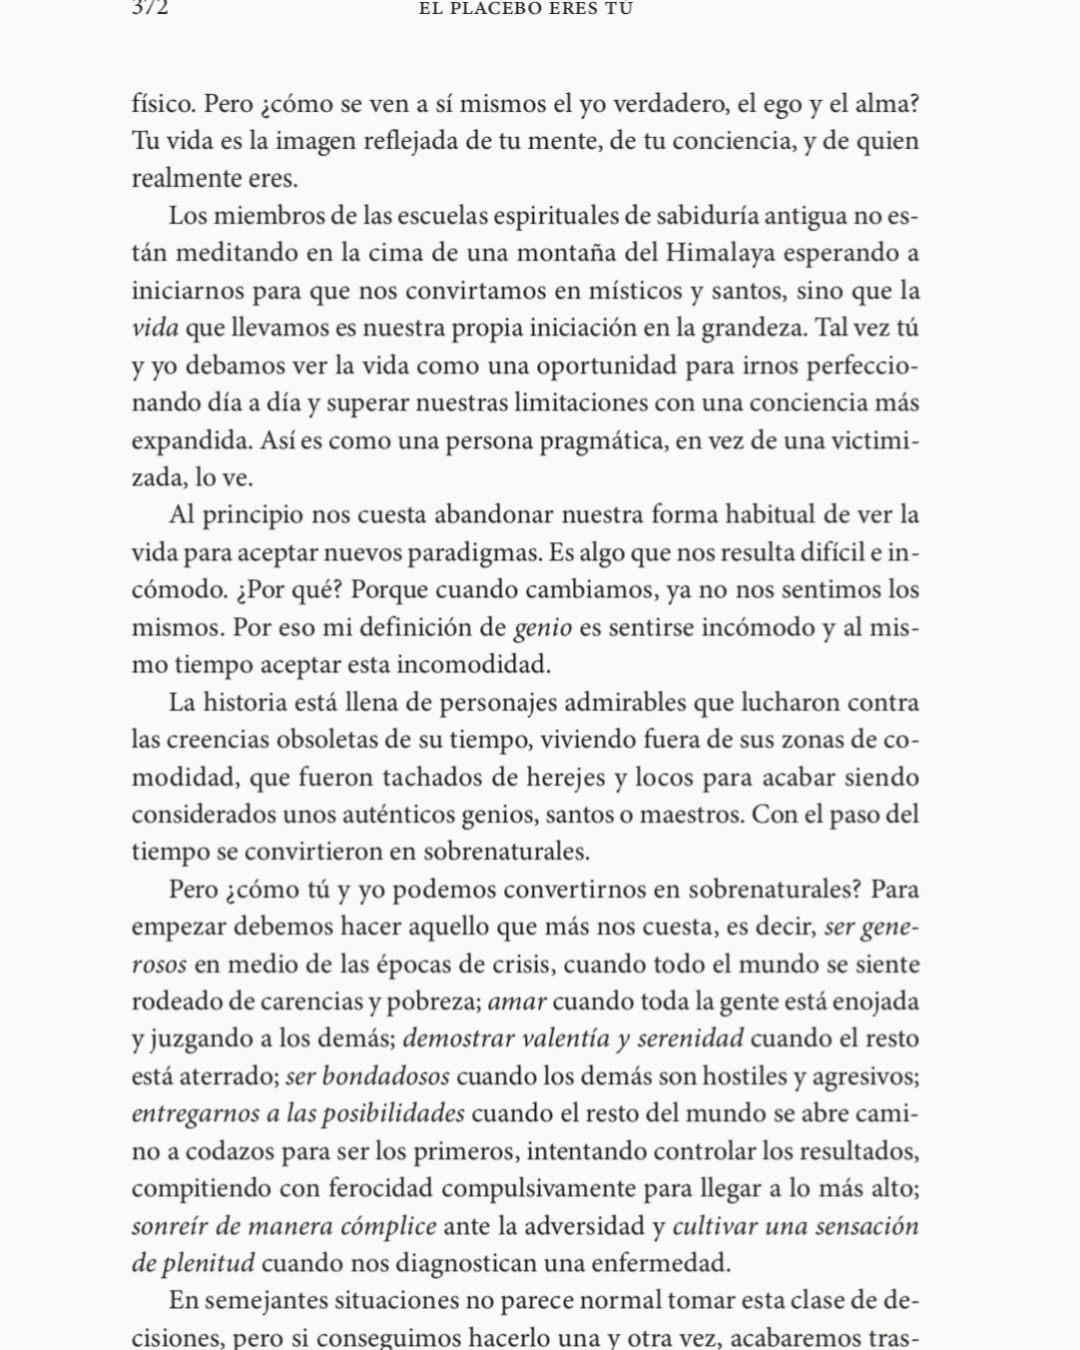 372 EL PLACEBO ERES TÚ
físico. Pero ¿cómo se ven a sí mismos el yo verdadero, el ego y el alma?
Tu vida es la imagen reflejada de tu mente, de tu conciencia, y de quien
realmente eres.
Los miembros de las escuelas espirituales de sabiduría antigua no es-
tán meditando en la cima de una montaña del Himalaya esperando a
iniciarnos para que nos convirtamos en místicos y santos, sino que la
vida que llevamos es nuestra propia iniciación en la grandeza. Tal vez tú
y yo debamos ver la vida como una oportunidad para irnos perfeccio-
nando día a día y superar nuestras limitaciones con una conciencia más
expandida. Así es como una persona pragmática, en vez de una victimi-
zada, lo ve.
Al principio nos cuesta abandonar nuestra forma habitual de ver la
vida para aceptar nuevos paradigmas. Es algo que nos resulta difícil e in-
cómodo. ¿Por qué? Porque cuando cambiamos, ya no nos sentimos los
mismos. Por eso mi definición de genio es sentirse incómodo y al mis-
mo tiempo aceptar esta incomodidad.
La historia está llena de personajes admirables que lucharon contra
las creencias obsoletas de su tiempo, viviendo fuera de sus zonas de co-
modidad, que fueron tachados de herejes y locos para acabar siendo
considerados unos auténticos genios, santos o maestros. Con el paso del
tiempo se convirtieron en sobrenaturales.
Pero ¿cómo tú y yo podemos convertirnos en sobrenaturales? Para
empezar debemos hacer aquello que más nos cuesta, es decir, ser gene-
rosos en medio de las épocas de crisis, cuando todo el mundo se siente
rodeado de carencias y pobreza; amar cuando toda la gente está enojada
y juzgando a los demás; demostrar valentía y serenidad cuando el resto
está aterrado; ser bondadosos cuando los demás son hostiles y agresivos;
entregarnos a las posibilidades cuando el resto del mundo se abre cami-
no a codazos para ser los primeros, intentando controlar los resultados,
compitiendo con ferocidad compulsivamente para llegar a lo más alto;
sonreír de manera cómplice ante la adversidad y cultivar una sensación
de plenitud cuando nos diagnostican una enfermedad.
En semejantes situaciones no parece normal tomar esta clase de de-
cisiones, pero si conseguimos hacerlo una y otra vez, acabaremos tras-